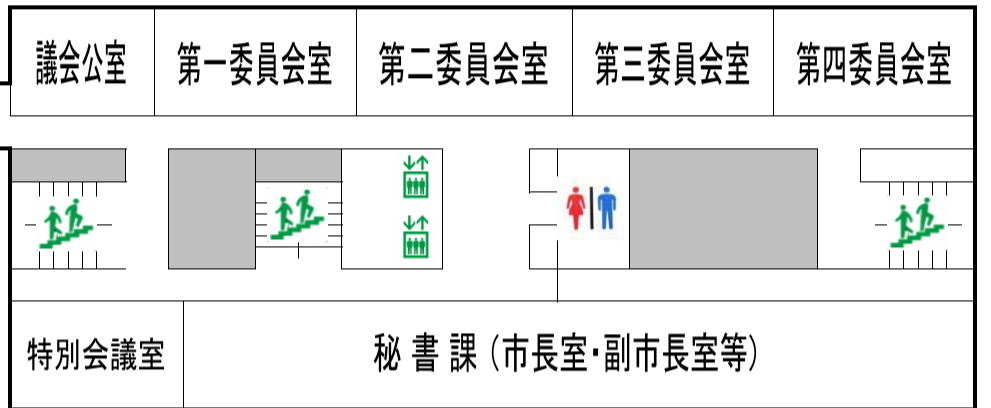 議会公室
第一委員会室
第二委員会室
第三委員会室
第四委員会室
特別会議室
秘書課(市長室・副市長室等)